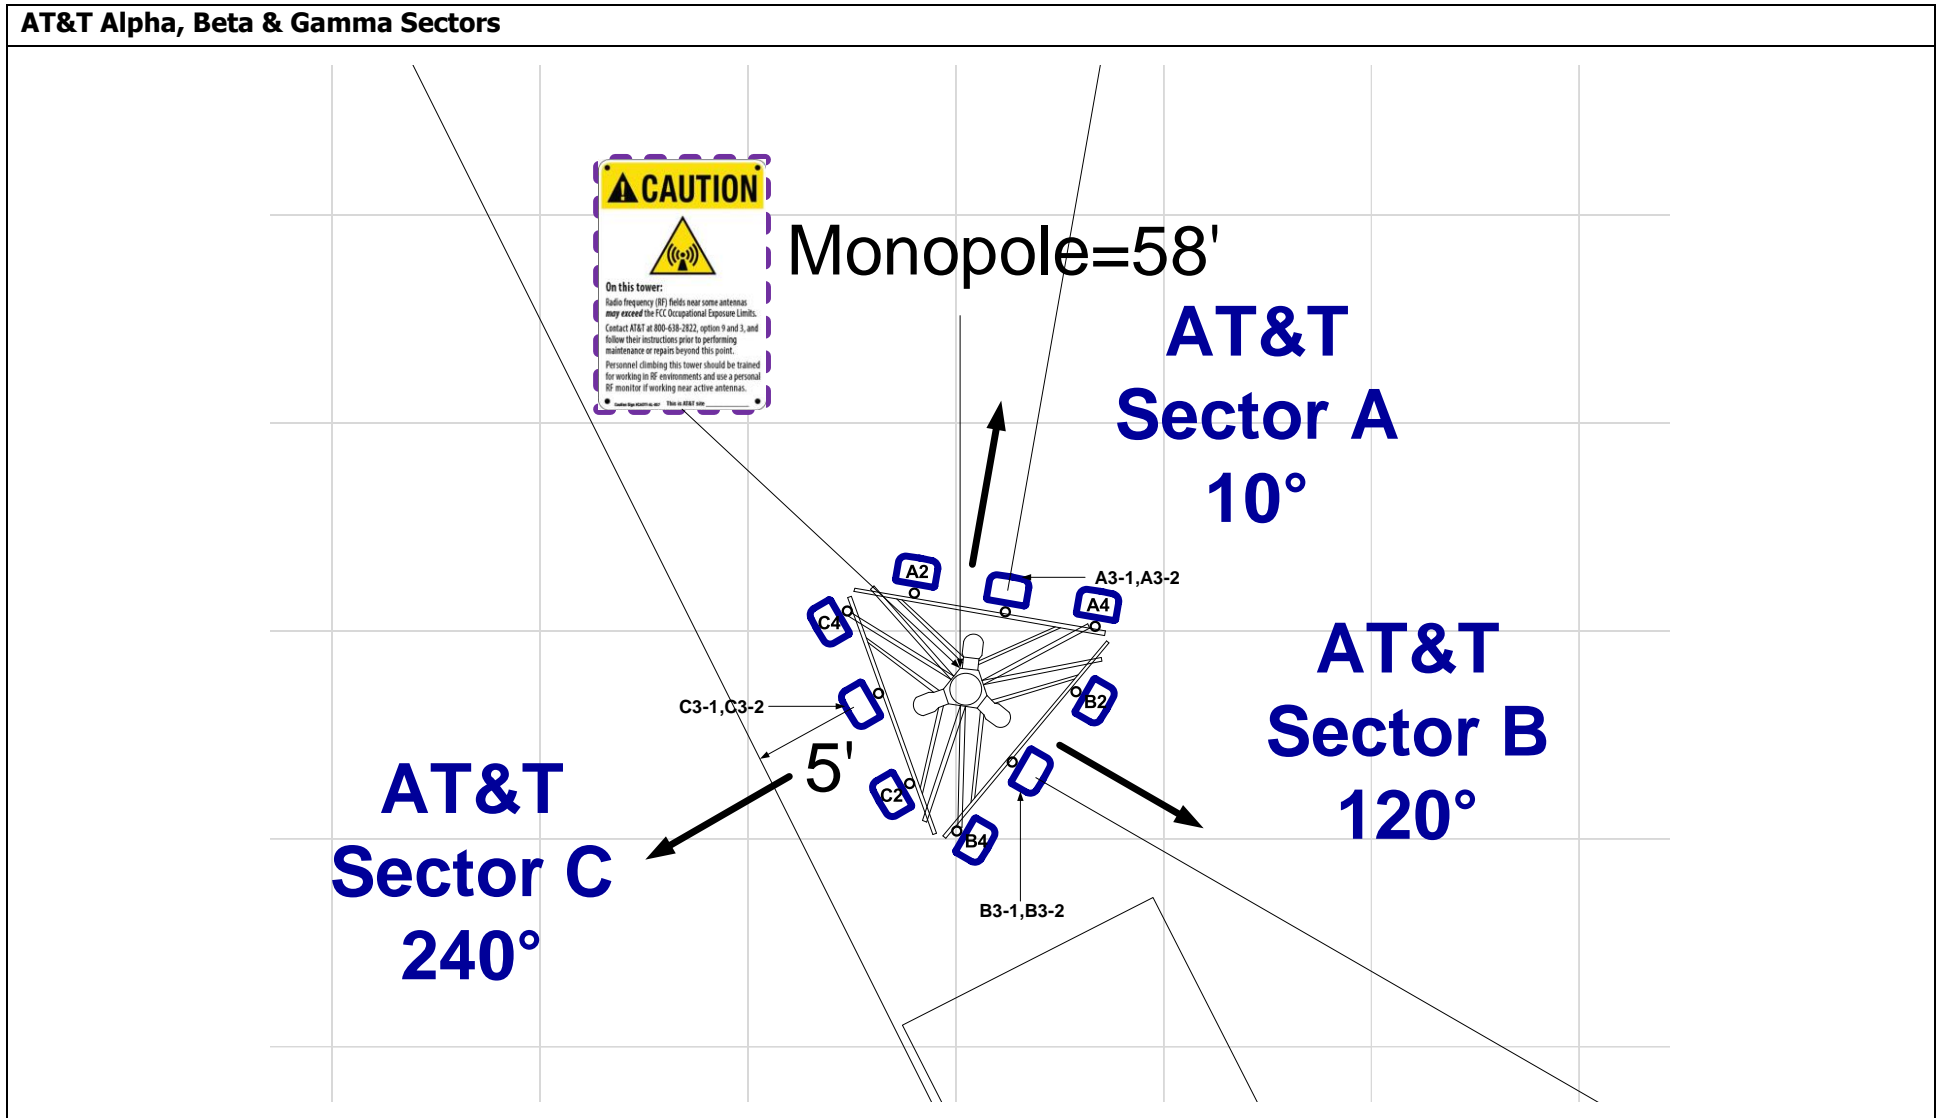 AT&T Alpha, Beta & Gamma Sectors
CAUTION
On this tower:
Radio frequency (RF) fields near some antennas
may exceed the FCC Occupational Exposure Limits.
Contact AT&T at 800-638-2822, option 9 and 3, and
follow their instructions prior to performing
maintenance or repairs beyond this point.
Personnel climbing this tower should be trained
for working in RF environments and use a personal
RF monitor if working near active antennas.
This is AT&T site
Monopole=58'
AT&T
Sector A
10°
A2
A3-1,A3-2
A4
C4
C3-1,C3-2
C2
5'
B2
B4
B3-1,B3-2
AT&T
Sector B
120°
AT&T
Sector C
240°